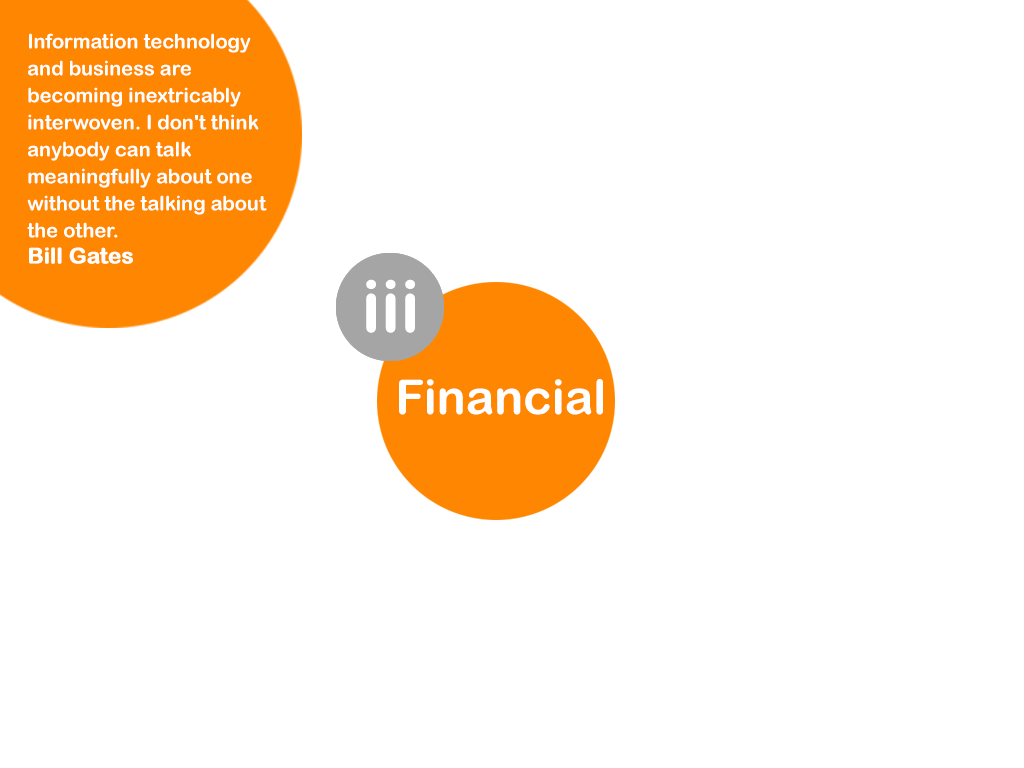 Information technology
and business are
becoming inextricably
interwoven. I don't think
anybody can talk
meaningfully about one
without the talking about
the other.
Bill Gates
iii
Financial